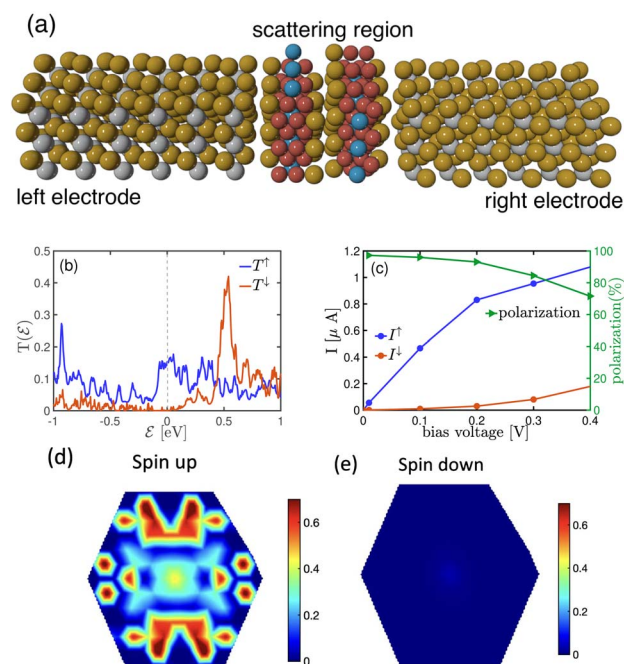 (a)
scattering region
left electrode
right electrode
(b)
T↑
T↓
T(ℰ)
0.5
0.4
0.3
0.2
0.1
0
-1
-0.5
0
0.5
1
ℰ [eV]
(c)
I [μ A]
1.2
1
0.8
0.6
0.4
0.2
0
polarization
I↑
I↓
100
80
60
40
20
0
polarization(%)
0
0.1
0.2
0.3
0.4
bias voltage [V]
(d)
Spin up
0.6
0.4
0.2
0
(e)
Spin down
0.6
0.4
0.2
0